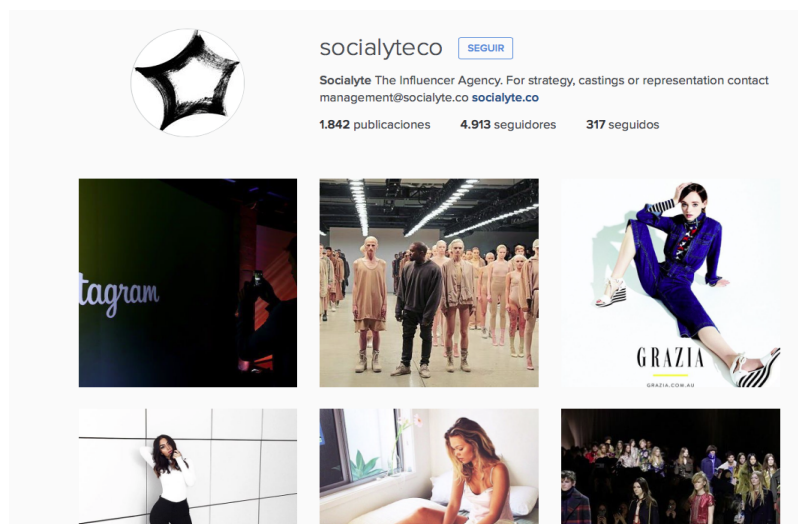 socialyteco SEGUIR
Socialyte The Influencer Agency. For strategy, castings or representation contact
management@socialyte.co socialyte.co
1.842 publicaciones 4.913 seguidores 317 seguidos
tagram
GRAZIA
GRAZIA.COM.AU